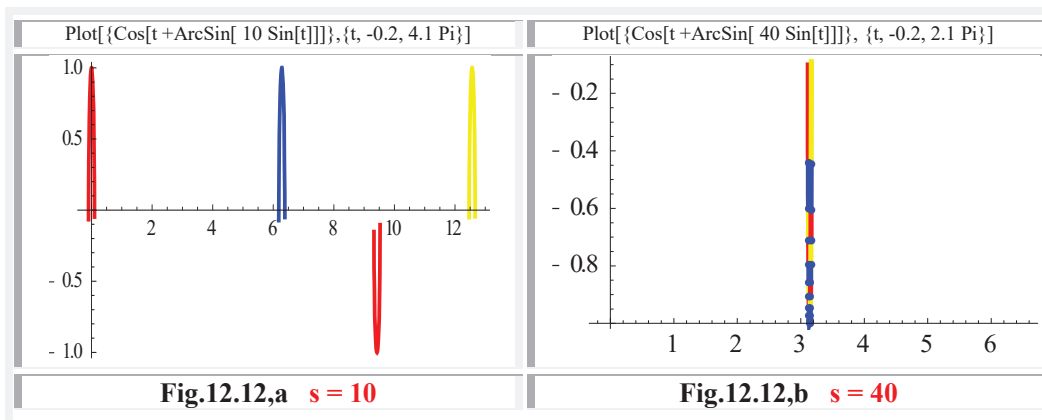 Plot[{Cos[t +ArcSin[ 10 Sin[t]]]},{t, -0.2, 4.1 Pi}]
1.0
0.5
2 4 6 8 10 12
- 0.5
- 1.0
Fig.12.12,a s = 10
Plot[{Cos[t +ArcSin[ 40 Sin[t]]]}, {t, -0.2, 2.1 Pi}]
- 0.2
- 0.4
- 0.6
- 0.8
1 2 3 4 5 6
Fig.12.12,b s = 40